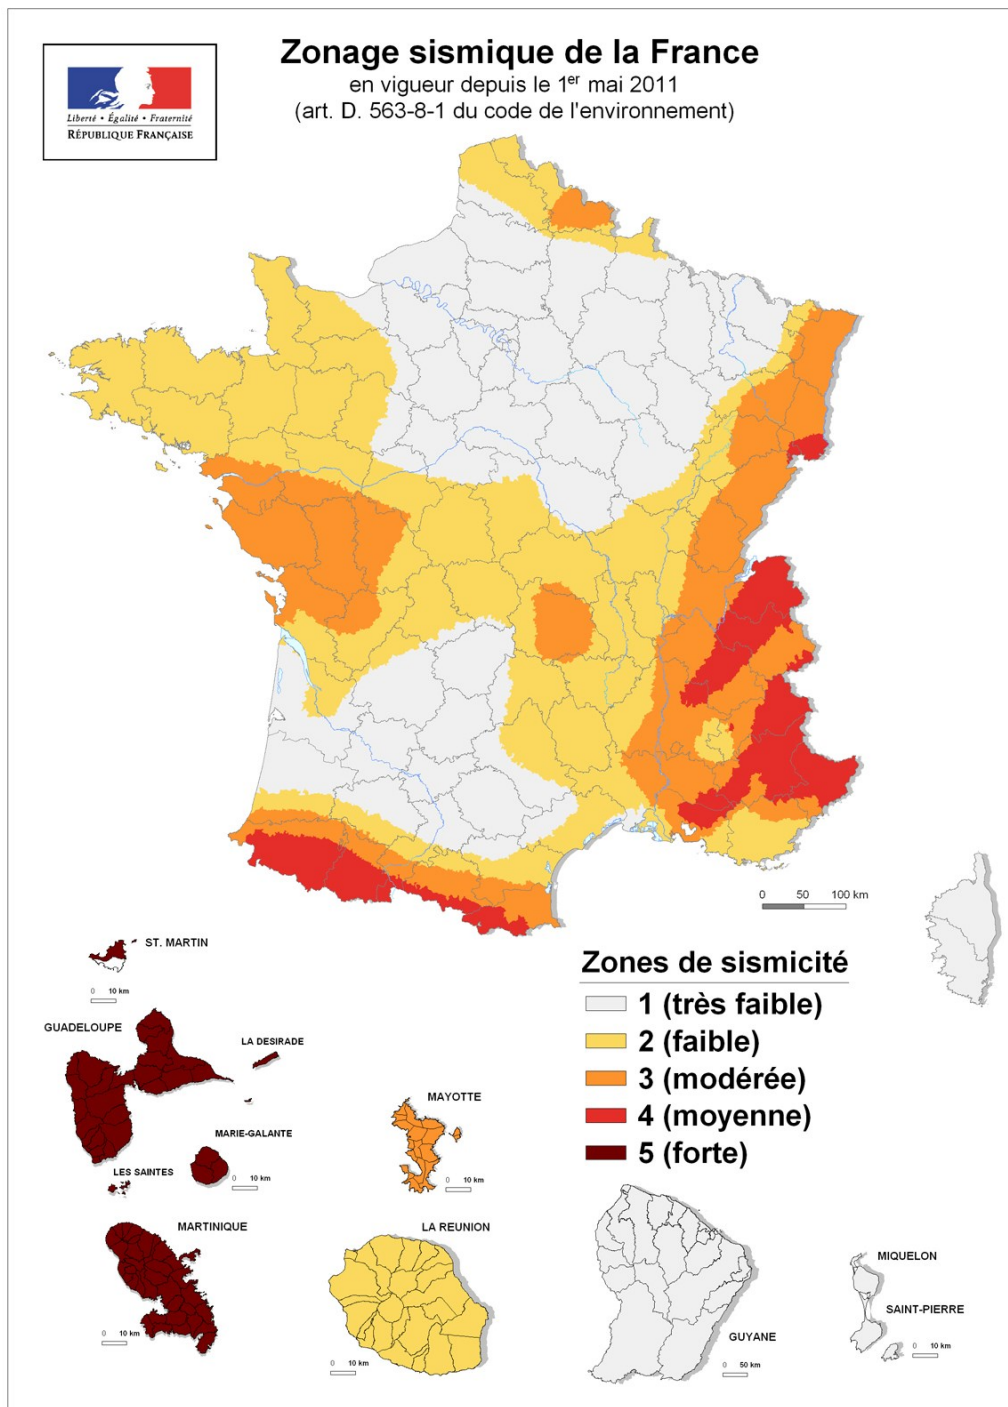 Zonage sismique de la France
en vigueur depuis le 1er mai 2011
(art. D. 563-8-1 du code de l'environnement)
Liberté • Égalité • Fraternité
RÉPUBLIQUE FRANÇAISE
0 50 100 km
ST. MARTIN
0 10 km
GUADELOUPE
LA DESIRADE
MARIE-GALANTE
0 10 km
LES SAINTES
MAYOTTE
0 10 km
Zones de sismicité
1 (très faible)
2 (faible)
3 (modérée)
4 (moyenne)
5 (forte)
MARTINIQUE
0 10 km
LA REUNION
0 10 km
GUYANE
0 50 km
MIQUELON
SAINT-PIERRE
0 10 km